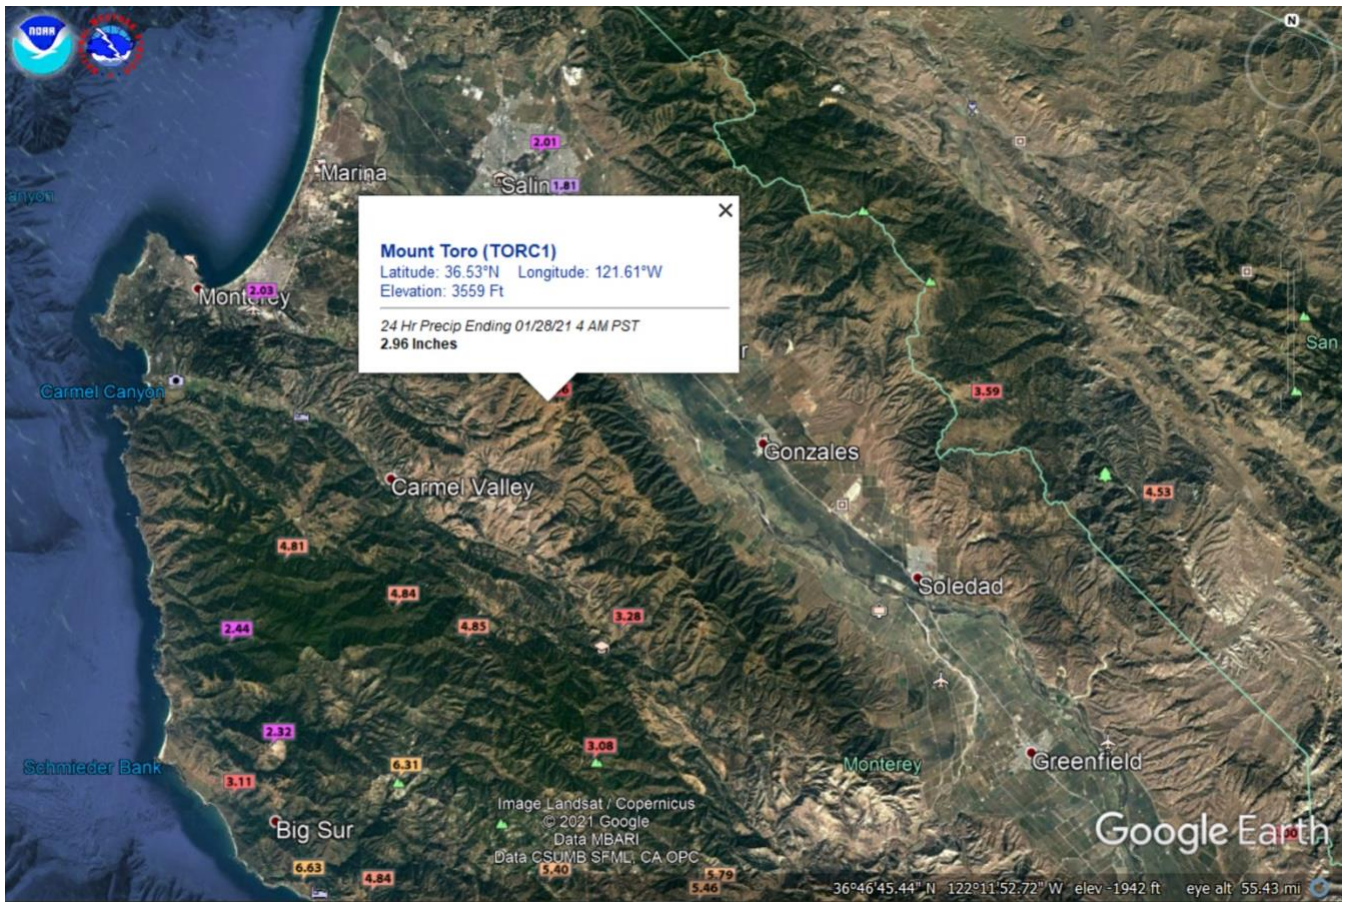 NOAA
N
2.01
Marina
Salin
1.81
anyon
Mount Toro (TORC1)
Latitude: 36.53°N Longitude: 121.61°W
Elevation: 3559 Ft
24 Hr Precip Ending 01/28/21 4 AM PST
2.96 Inches
Monterey
2.03
San
r
Carmel Canyon
6
3.59
Gonzales
Carmel Valley
4.53
4.81
Soledad
4.84
3.28
4.85
2.44
2.32
3.08
Greenfield
Schmieder Bank
6.31
Monterey
3.11
Image Landsat / Copernicus
© 2021 Google
Big Sur
Google Earth
Data MBARI
Data CSUMB SFML, CA OPC
6.63
5.40
4.84
5.79
5.46
36°46'45.44" N 122°11'52.72" W elev -1942 ft eye alt 55.43 mi